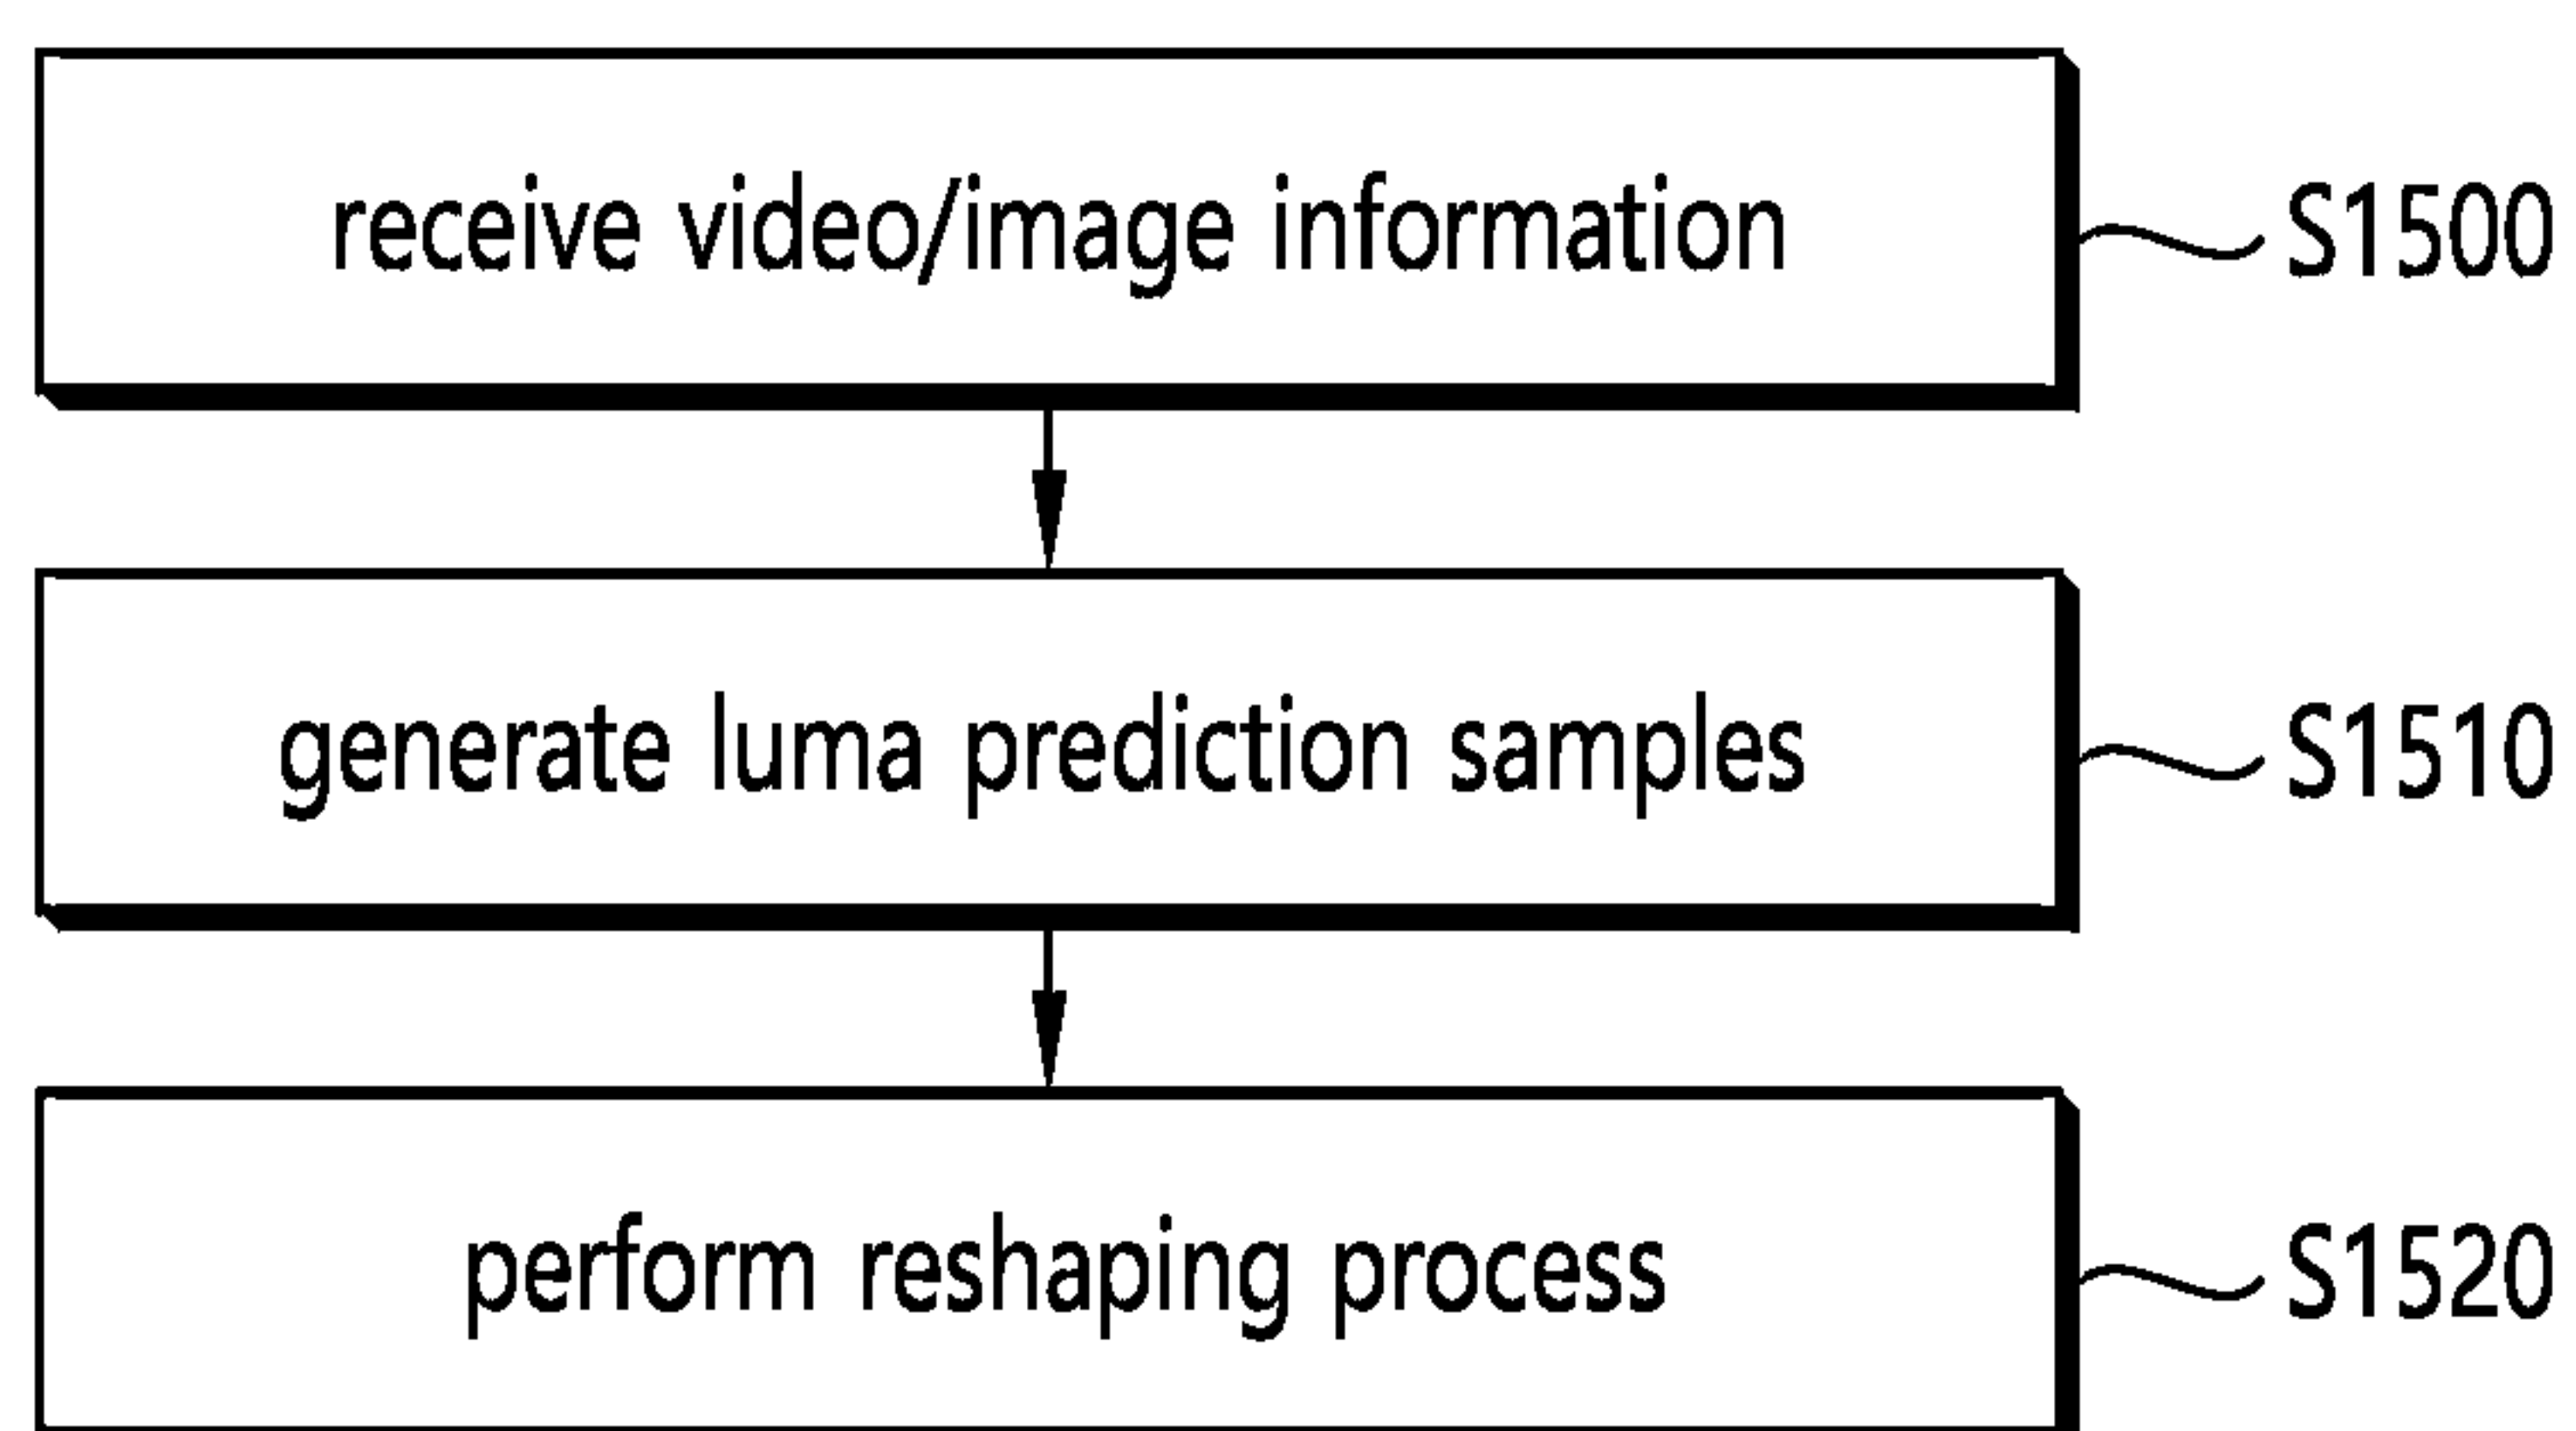 receive video/image information S1500
generate luma prediction samples S1510
perform reshaping process S1520